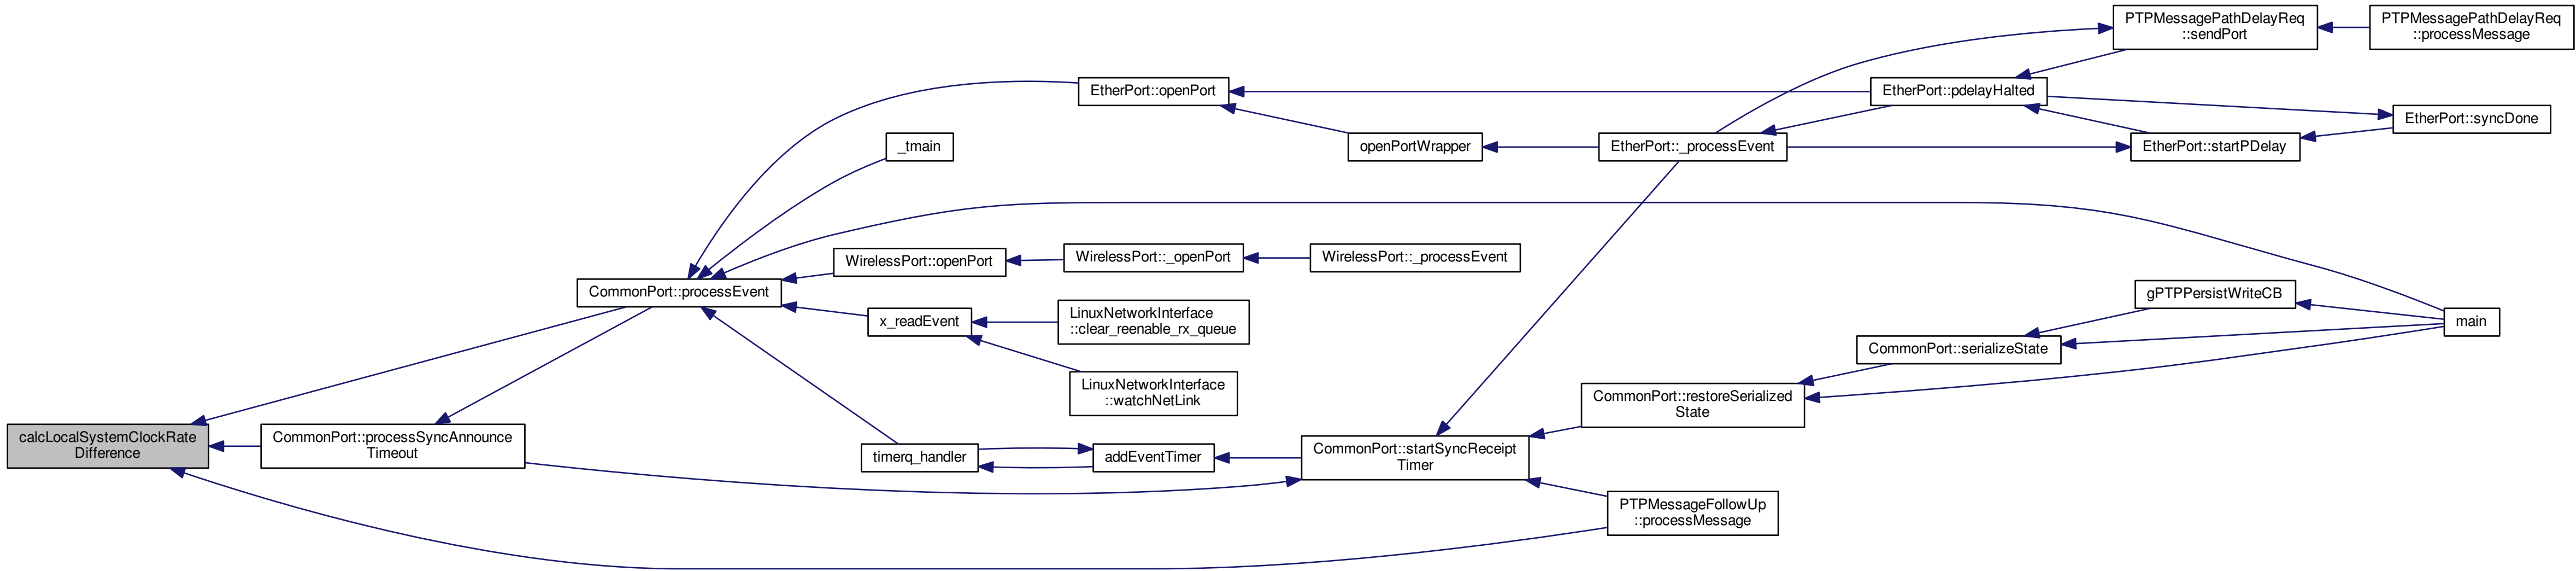 PTPMessagePathDelayReq
::sendPort
PTPMessagePathDelayReq
::processMessage
EtherPort::openPort
EtherPort::pdelayHalted
EtherPort::syncDone
_tmain
openPortWrapper
EtherPort::_processEvent
EtherPort::startPDelay
WirelessPort::openPort
WirelessPort::_openPort
WirelessPort::_processEvent
CommonPort::processEvent
gPTPPersistWriteCB
x_readEvent
LinuxNetworkInterface
::clear_reenable_rx_queue
main
CommonPort::serializeState
LinuxNetworkInterface
::watchNetLink
CommonPort::restoreSerialized
State
calcLocalSystemClockRate
Difference
CommonPort::processSyncAnnounce
Timeout
timerq_handler
addEventTimer
CommonPort::startSyncReceipt
Timer
PTPMessageFollowUp
::processMessage